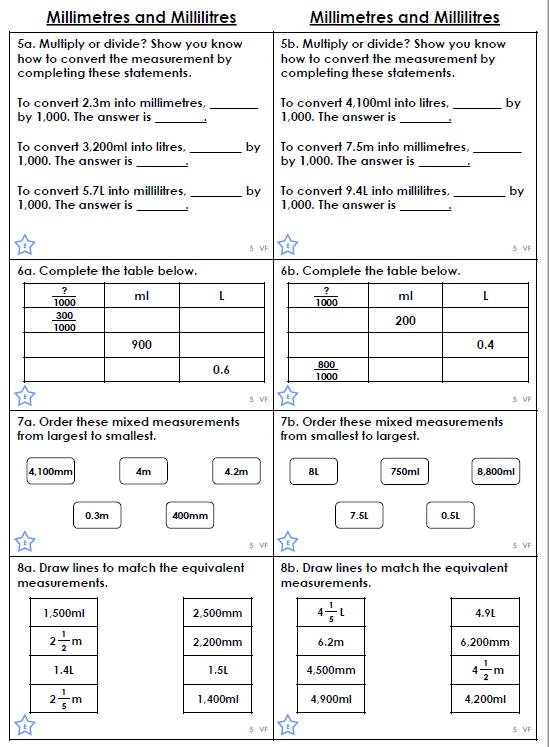 Millimetres and Millilitres
Millimetres and Millilitres
5a. Multiply or divide? Show you know
how to convert the measurement by
completing these statements.
To convert 2.3m into millimetres, _______
by 1,000. The answer is _______.
To convert 3,200ml into litres, _______ by
1,000. The answer is _______.
To convert 5.7L into millilitres, _______ by
1,000. The answer is _______.
E
5 VF
5b. Multiply or divide? Show you know
how to convert the measurement by
completing these statements.
To convert 4,100ml into litres, _______ by
1,000. The answer is _______.
To convert 7.5m into millimetres, _______
by 1,000. The answer is _______.
To convert 9.4L into millilitres, _______ by
1,000. The answer is _______.
E
5 VF
6a. Complete the table below.
?/1000 ml L
300/1000
900
0.6
E
5 VF
6b. Complete the table below.
?/1000 ml L
200
0.4
800/1000
E
5 VF
7a. Order these mixed measurements
from largest to smallest.
4,100mm 4m 4.2m
0.3m 400mm
E
5 VF
7b. Order these mixed measurements
from smallest to largest.
8L 750ml 8,800ml
7.5L 0.5L
E
5 VF
8a. Draw lines to match the equivalent
measurements.
1,500ml 2,500mm
2 1/2 m 2,200mm
1.4L 1.5L
2 1/5 m 1,400ml
E
5 VF
8b. Draw lines to match the equivalent
measurements.
4 1/5 L 4.9L
6.2m 6,200mm
4,500mm 4 1/2 m
4,900ml 4,200ml
E
5 VF